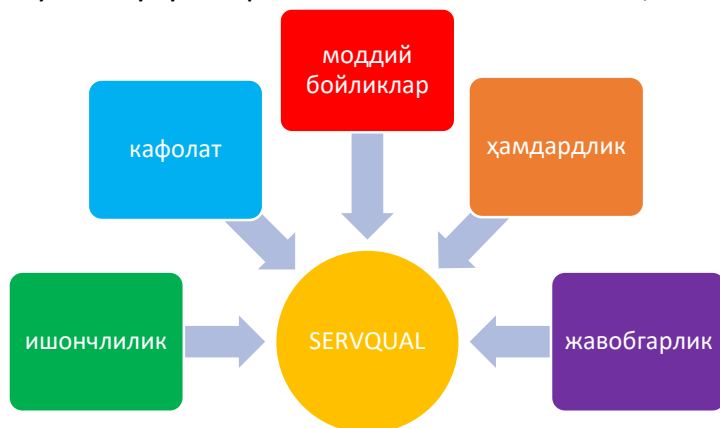 моддий
бойликлар
кафолат
ҳамдардлик
ишончлилик
SERVQUAL
жавобгарлик